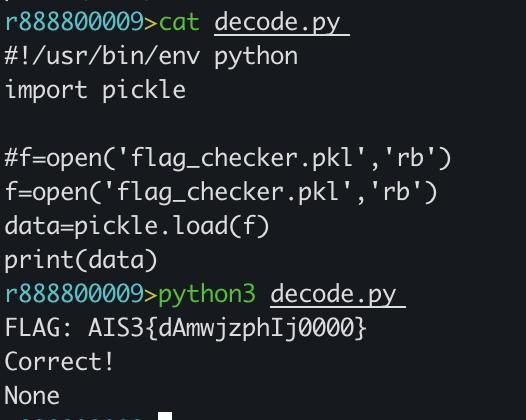 r888800009>cat decode.py
#!/usr/bin/env python
import pickle
#f=open('flag_checker.pkl','rb')
f=open('flag_checker.pkl','rb')
data=pickle.load(f)
print(data)
r888800009>python3 decode.py
FLAG: AIS3{dAmwjzphIj0000}
Correct!
None
r888800009>